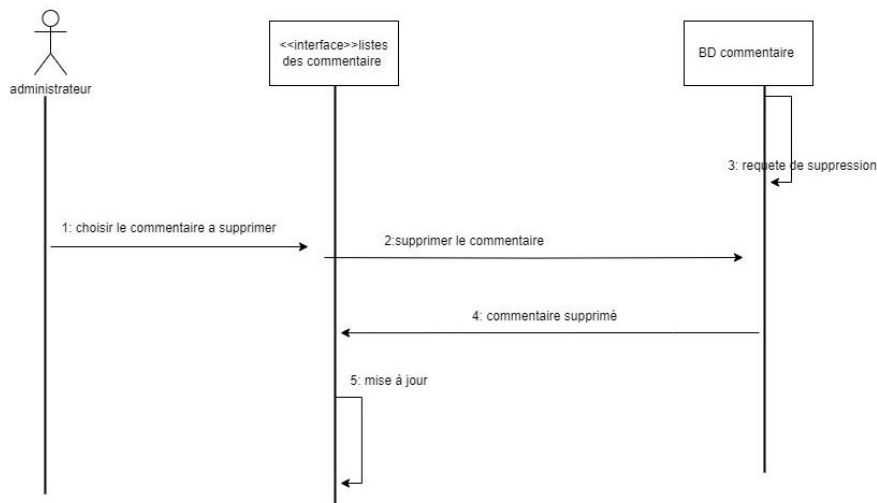 <<interface>>listes
des commentaire
BD commentaire
administrateur
3: requete de suppression
1: choisir le commentaire a supprimer
2:supprimer le commentaire
4: commentaire supprimé
5: mise à jour